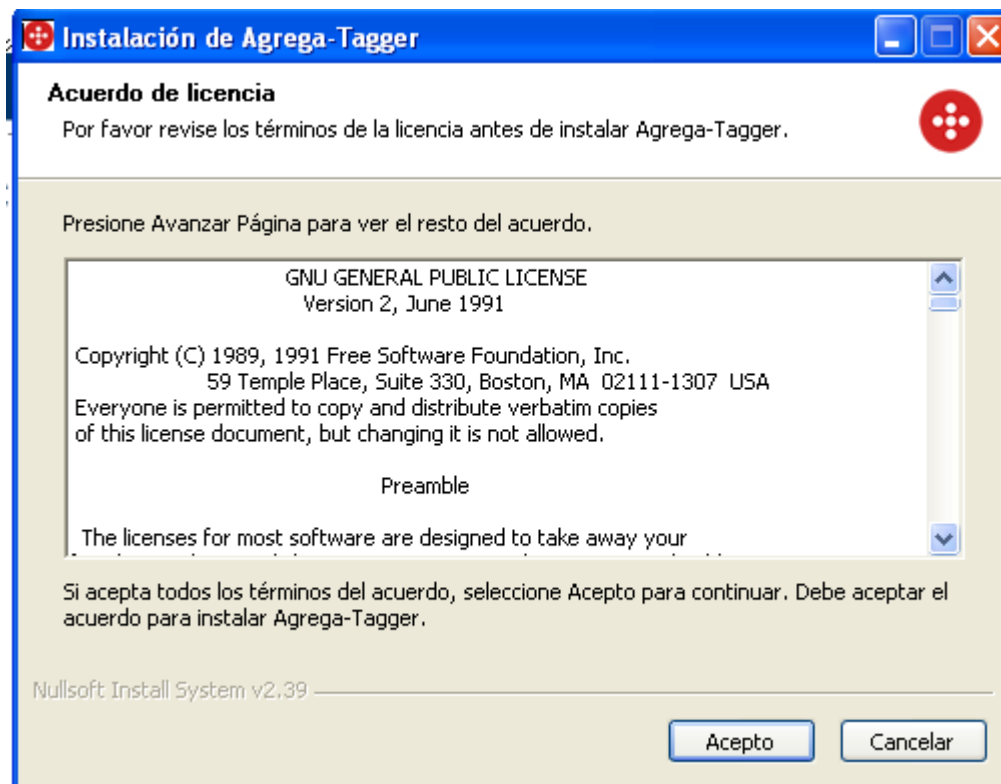 Instalación de Agrega-Tagger
Acuerdo de licencia
Por favor revise los términos de la licencia antes de instalar Agrega-Tagger.
Presione Avanzar Página para ver el resto del acuerdo.
GNU GENERAL PUBLIC LICENSE
Version 2, June 1991
Copyright (C) 1989, 1991 Free Software Foundation, Inc.
59 Temple Place, Suite 330, Boston, MA 02111-1307 USA
Everyone is permitted to copy and distribute verbatim copies
of this license document, but changing it is not allowed.
Preamble
The licenses for most software are designed to take away your
Si acepta todos los términos del acuerdo, seleccione Acepto para continuar. Debe aceptar el
acuerdo para instalar Agrega-Tagger.
Nullsoft Install System v2.39
Acepto
Cancelar